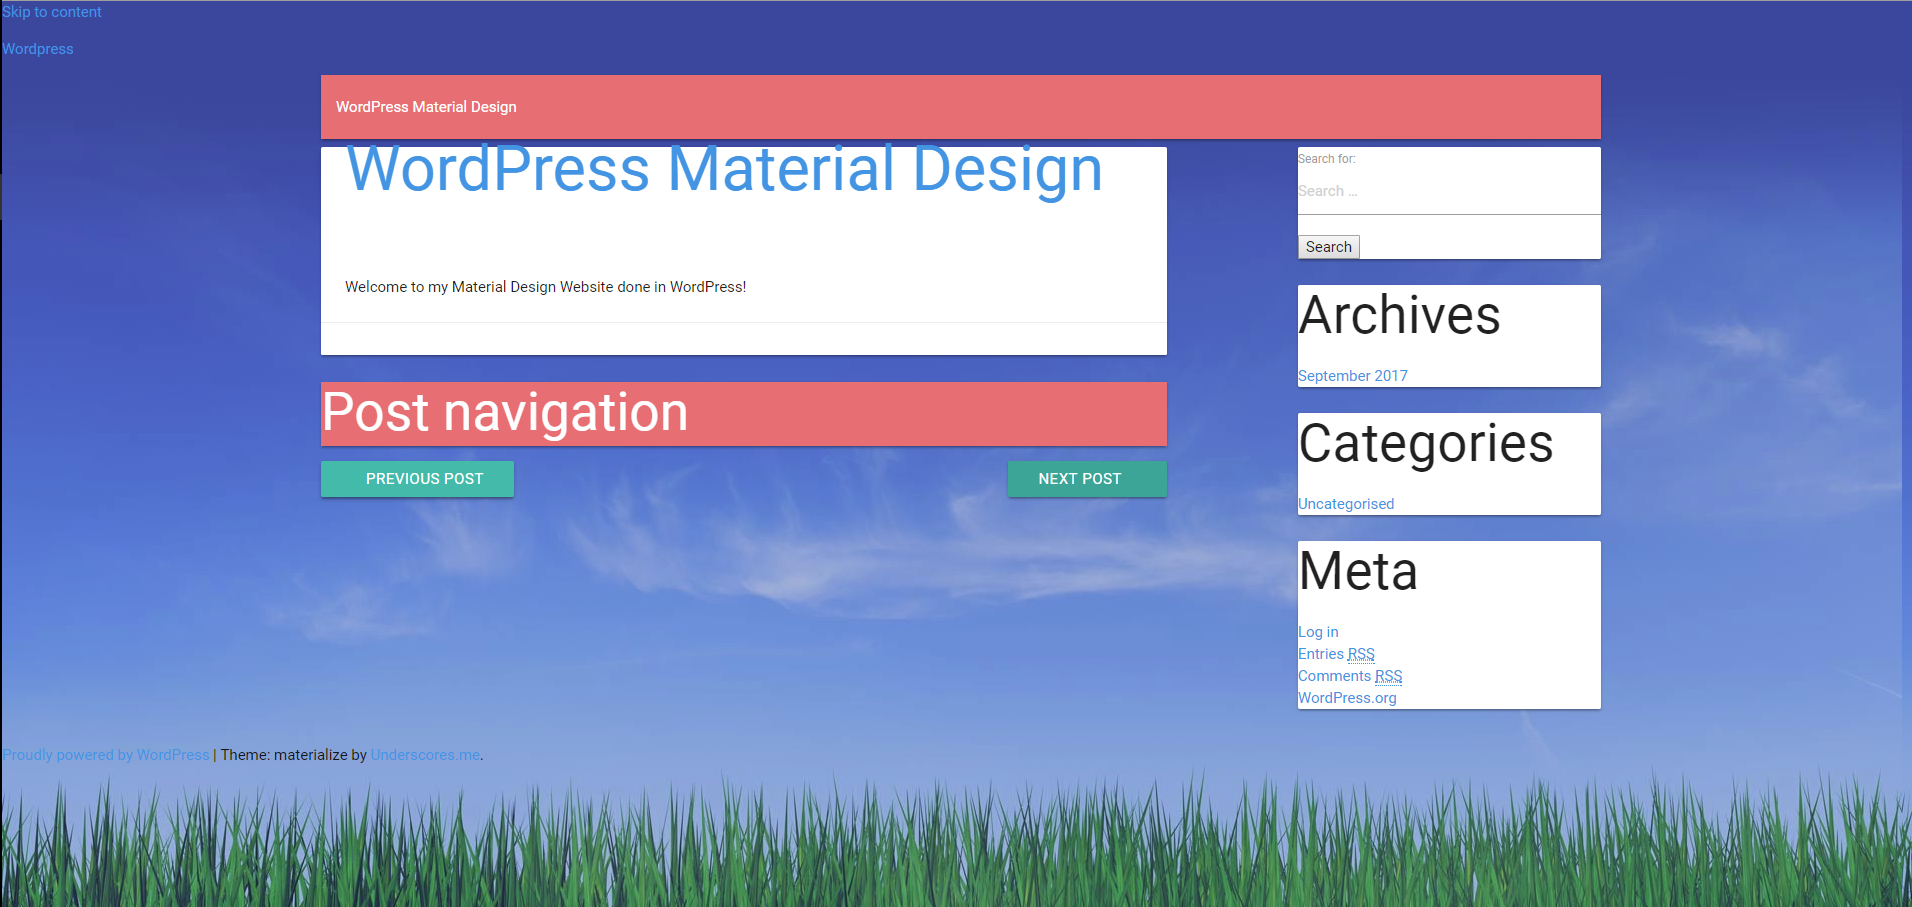 Skip to content
Wordpress
WordPress Material Design
WordPress Material Design
Welcome to my Material Design Website done in WordPress!
Post navigation
PREVIOUS POST
NEXT POST
Search for:
Search ...
Search
Archives
September 2017
Categories
Uncategorised
Meta
Log in
Entries RSS
Comments RSS
WordPress.org
Proudly powered by WordPress | Theme: materialize by Underscores.me.